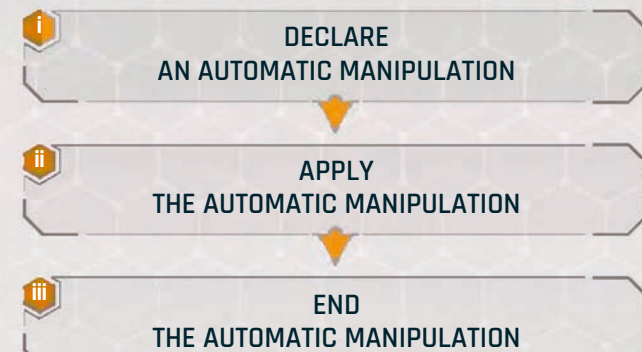 i
DECLARE
AN AUTOMATIC MANIPULATION
ii
APPLY
THE AUTOMATIC MANIPULATION
iii
END
THE AUTOMATIC MANIPULATION